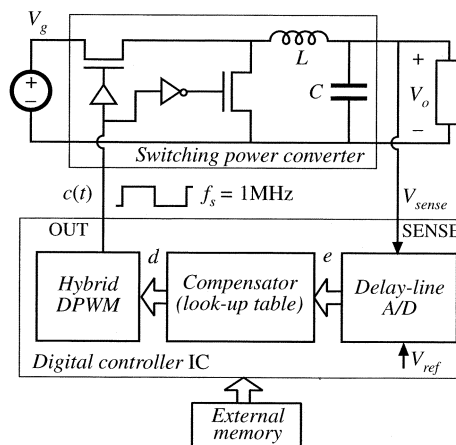 V_g
+
−
L
C
+
V_o
−
Switching power converter
c(t)
f_s = 1MHz
V_sense
OUT
SENSE
Hybrid
DPWM
d
Compensator
(look-up table)
e
Delay-line
A/D
V_ref
Digital controller IC
External
memory